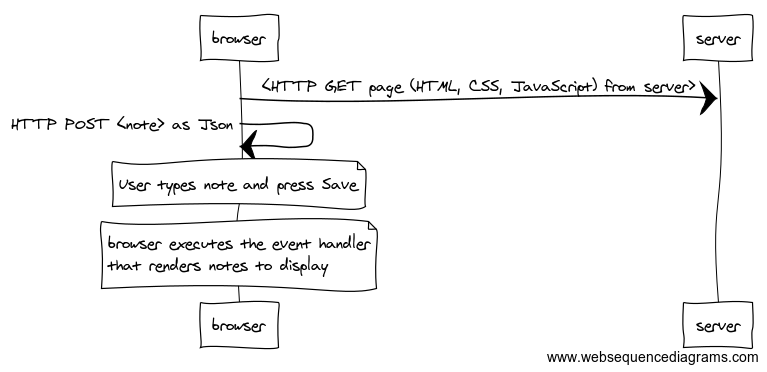 browser
server
<HTTP GET page (HTML, CSS, JavaScript) from server>
HTTP POST <note> as Json
User types note and press Save
browser executes the event handler
that renders notes to display
browser
server
www.websequencediagrams.com